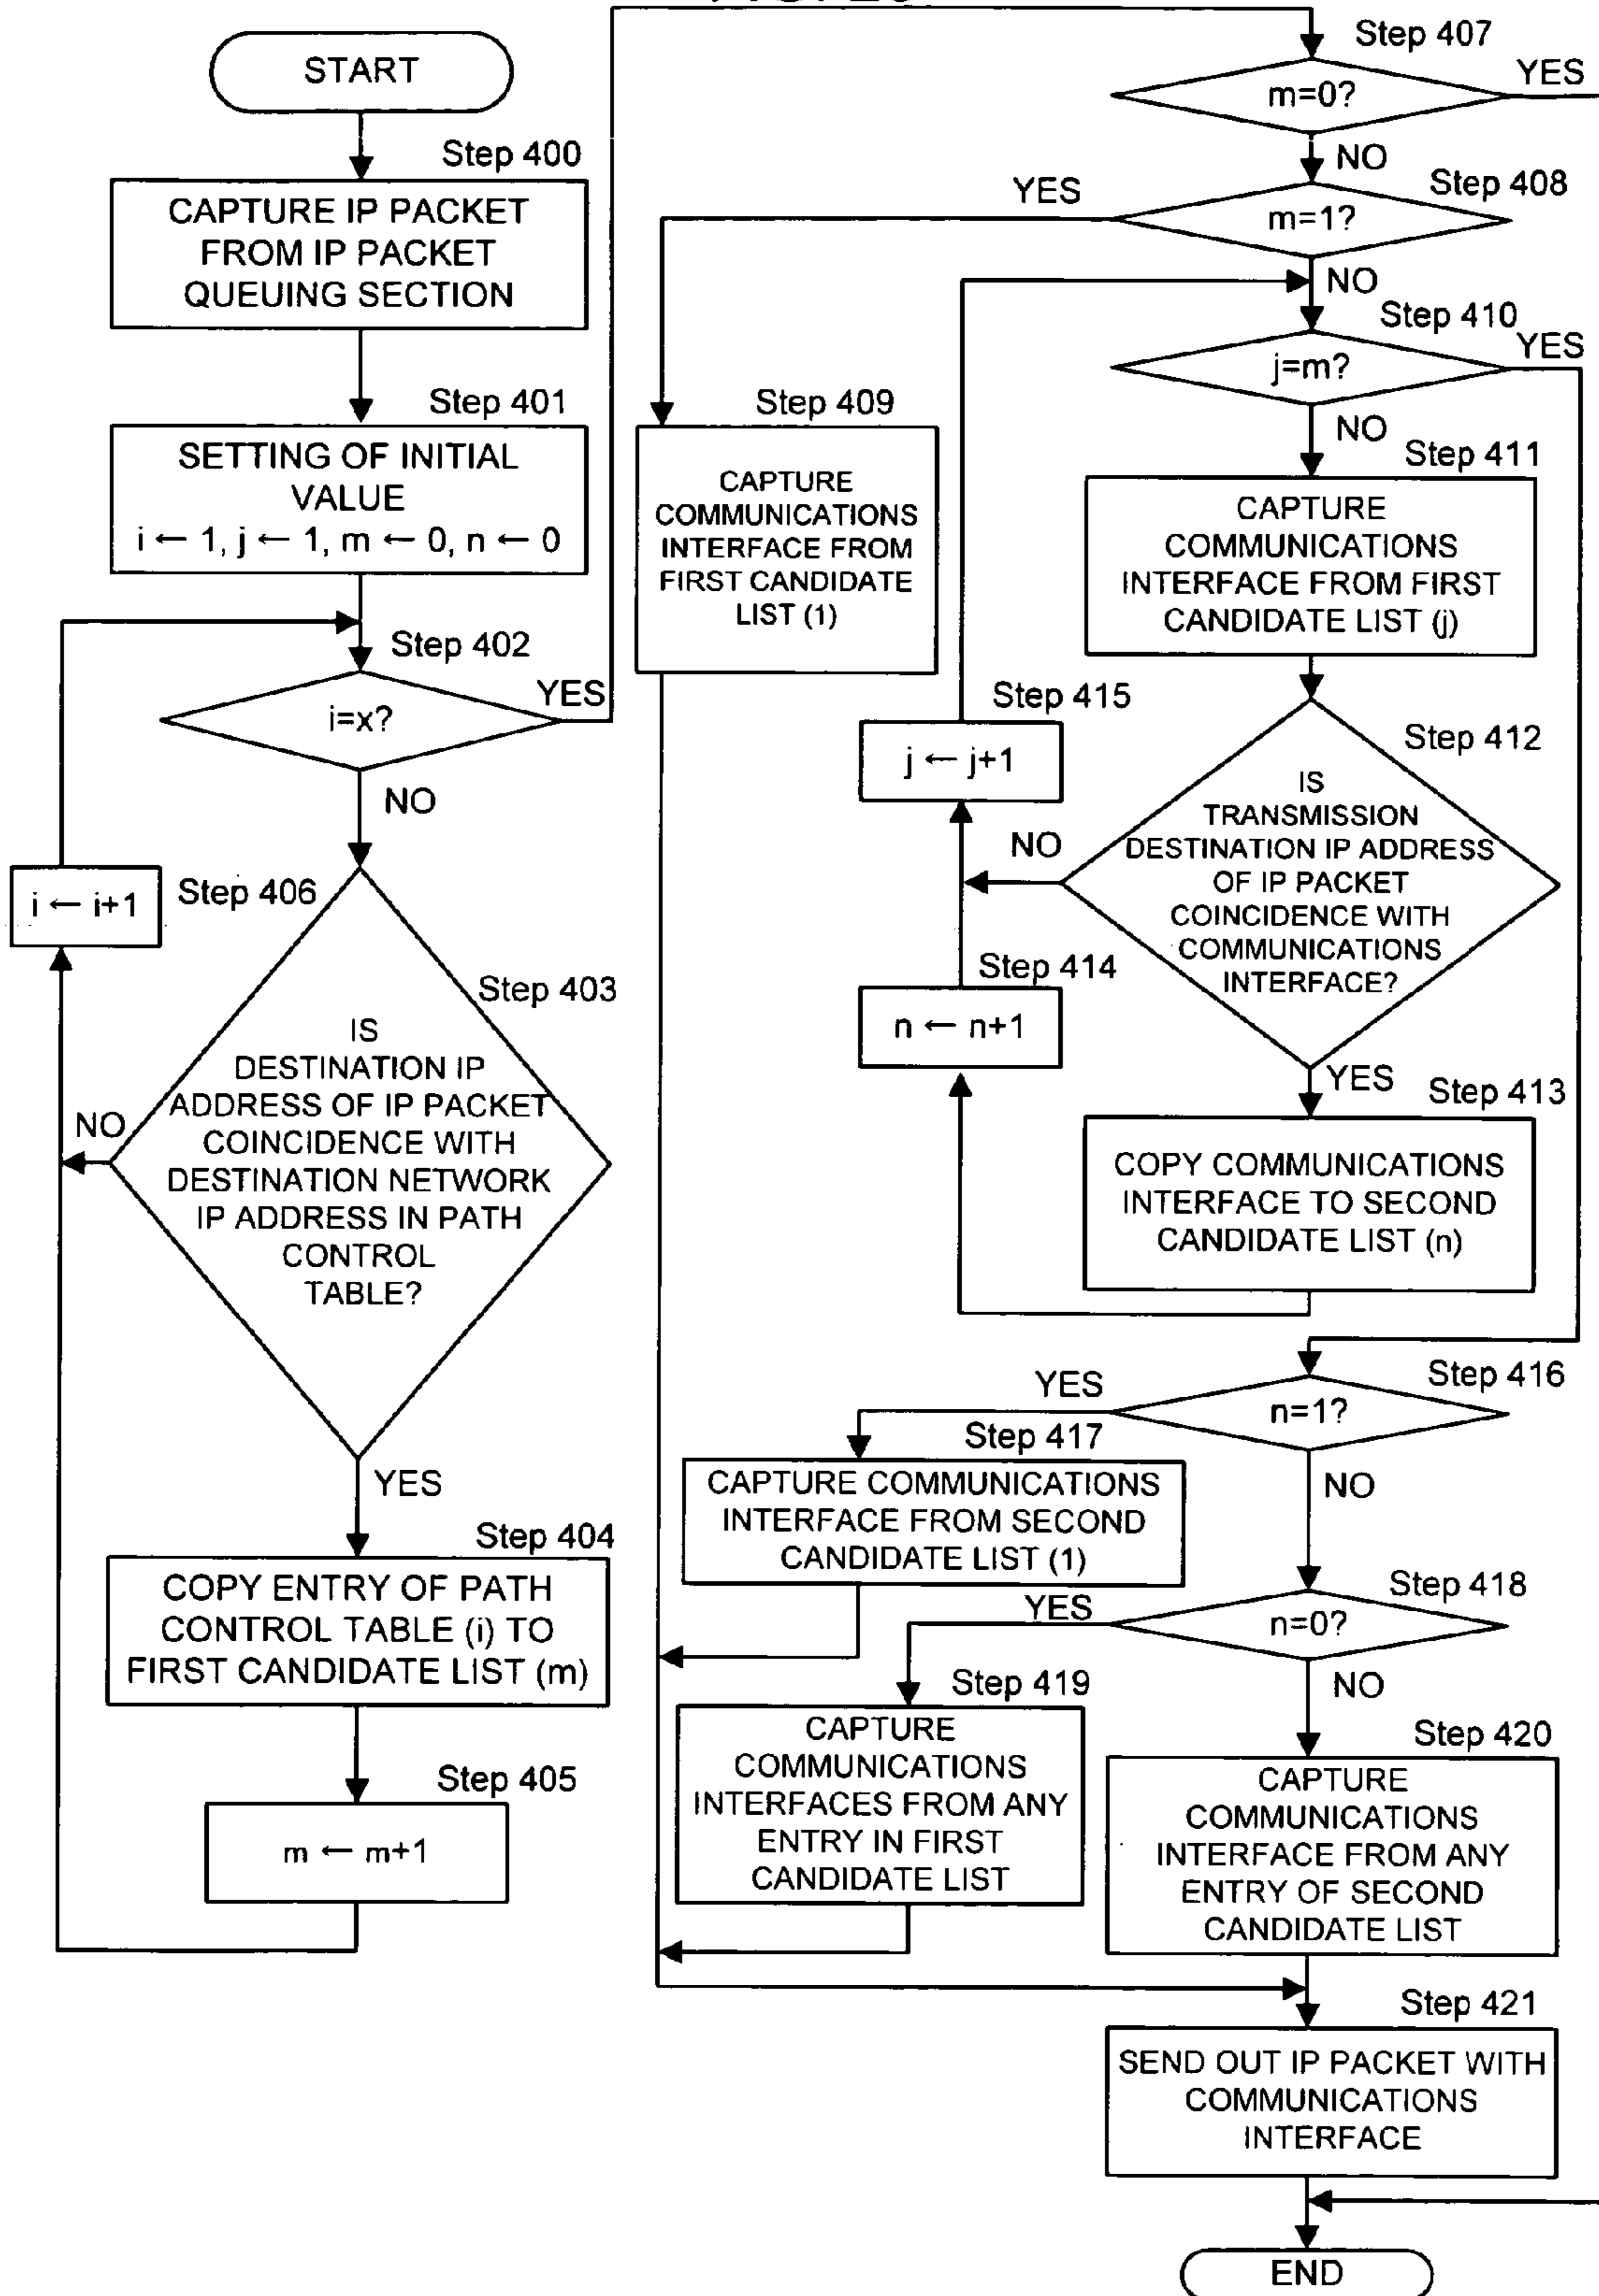 START
Step 400
CAPTURE IP PACKET
FROM IP PACKET
QUEUING SECTION
Step 401
SETTING OF INITIAL
VALUE
i ← 1, j ← 1, m ← 0, n ← 0
Step 402
i=x?
YES
NO
i ← i+1
Step 406
Step 403
IS
DESTINATION IP
ADDRESS OF IP PACKET
COINCIDENCE WITH
DESTINATION NETWORK
IP ADDRESS IN PATH
CONTROL
TABLE?
NO
YES
Step 404
COPY ENTRY OF PATH
CONTROL TABLE (i) TO
FIRST CANDIDATE LIST (m)
Step 405
m ← m+1
Step 407
m=0?
YES
NO
Step 408
m=1?
YES
NO
Step 409
CAPTURE
COMMUNICATIONS
INTERFACE FROM
FIRST CANDIDATE
LIST (1)
Step 410
j=m?
YES
NO
Step 411
CAPTURE
COMMUNICATIONS
INTERFACE FROM FIRST
CANDIDATE LIST (j)
Step 415
j ← j+1
Step 412
IS
TRANSMISSION
DESTINATION IP ADDRESS
OF IP PACKET
COINCIDENCE WITH
COMMUNICATIONS
INTERFACE?
NO
YES
Step 414
n ← n+1
Step 413
COPY COMMUNICATIONS
INTERFACE TO SECOND
CANDIDATE LIST (n)
Step 416
n=1?
YES
NO
Step 417
CAPTURE COMMUNICATIONS
INTERFACE FROM SECOND
CANDIDATE LIST (1)
Step 418
n=0?
YES
NO
Step 419
CAPTURE
COMMUNICATIONS
INTERFACES FROM ANY
ENTRY IN FIRST
CANDIDATE LIST
Step 420
CAPTURE
COMMUNICATIONS
INTERFACE FROM ANY
ENTRY OF SECOND
CANDIDATE LIST
Step 421
SEND OUT IP PACKET WITH
COMMUNICATIONS
INTERFACE
END